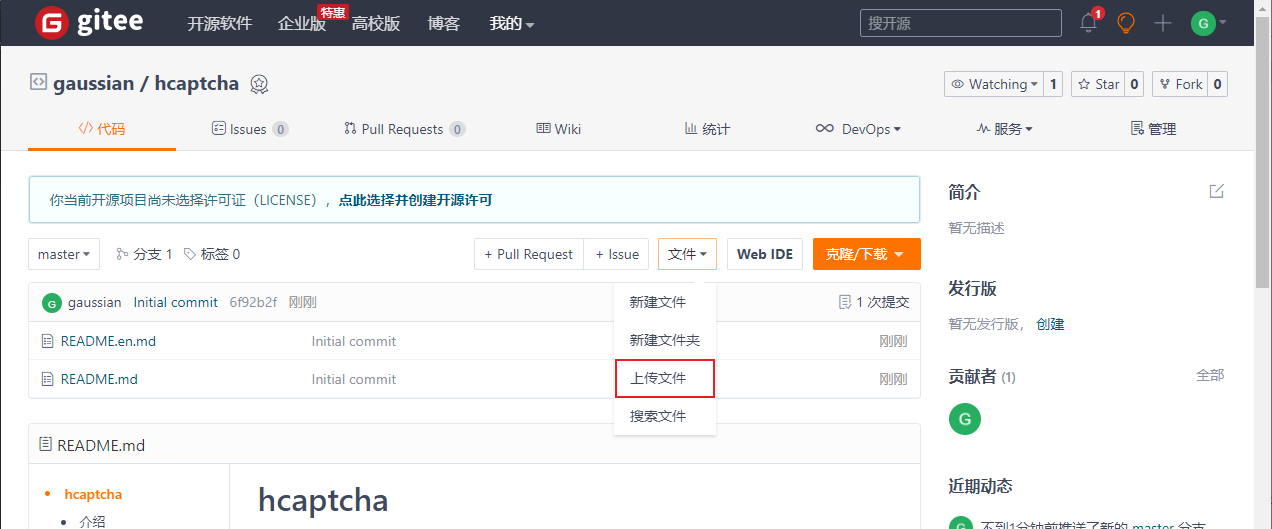 gitee 开源软件 企业版 特惠 高校版 博客 我的 搜开源 1 G
gaussian / hcaptcha Watching 1 Star 0 Fork 0
代码 Issues 0 Pull Requests 0 Wiki 统计 DevOps 服务 管理
你当前开源项目尚未选择许可证（LICENSE），点此选择并创建开源许可
master 分支 1 标签 0 + Pull Request + Issue 文件 Web IDE 克隆/下载
G gaussian Initial commit 6f92b2f 刚刚 1 次提交
README.en.md Initial commit 刚刚
README.md Initial commit 刚刚
新建文件
新建文件夹
上传文件
搜索文件
README.md
hcaptcha
介绍
hcaptcha
简介
暂无描述
发行版
暂无发行版， 创建
贡献者 (1) 全部
G
近期动态
G 不到1分钟前推送了新的 master 分支